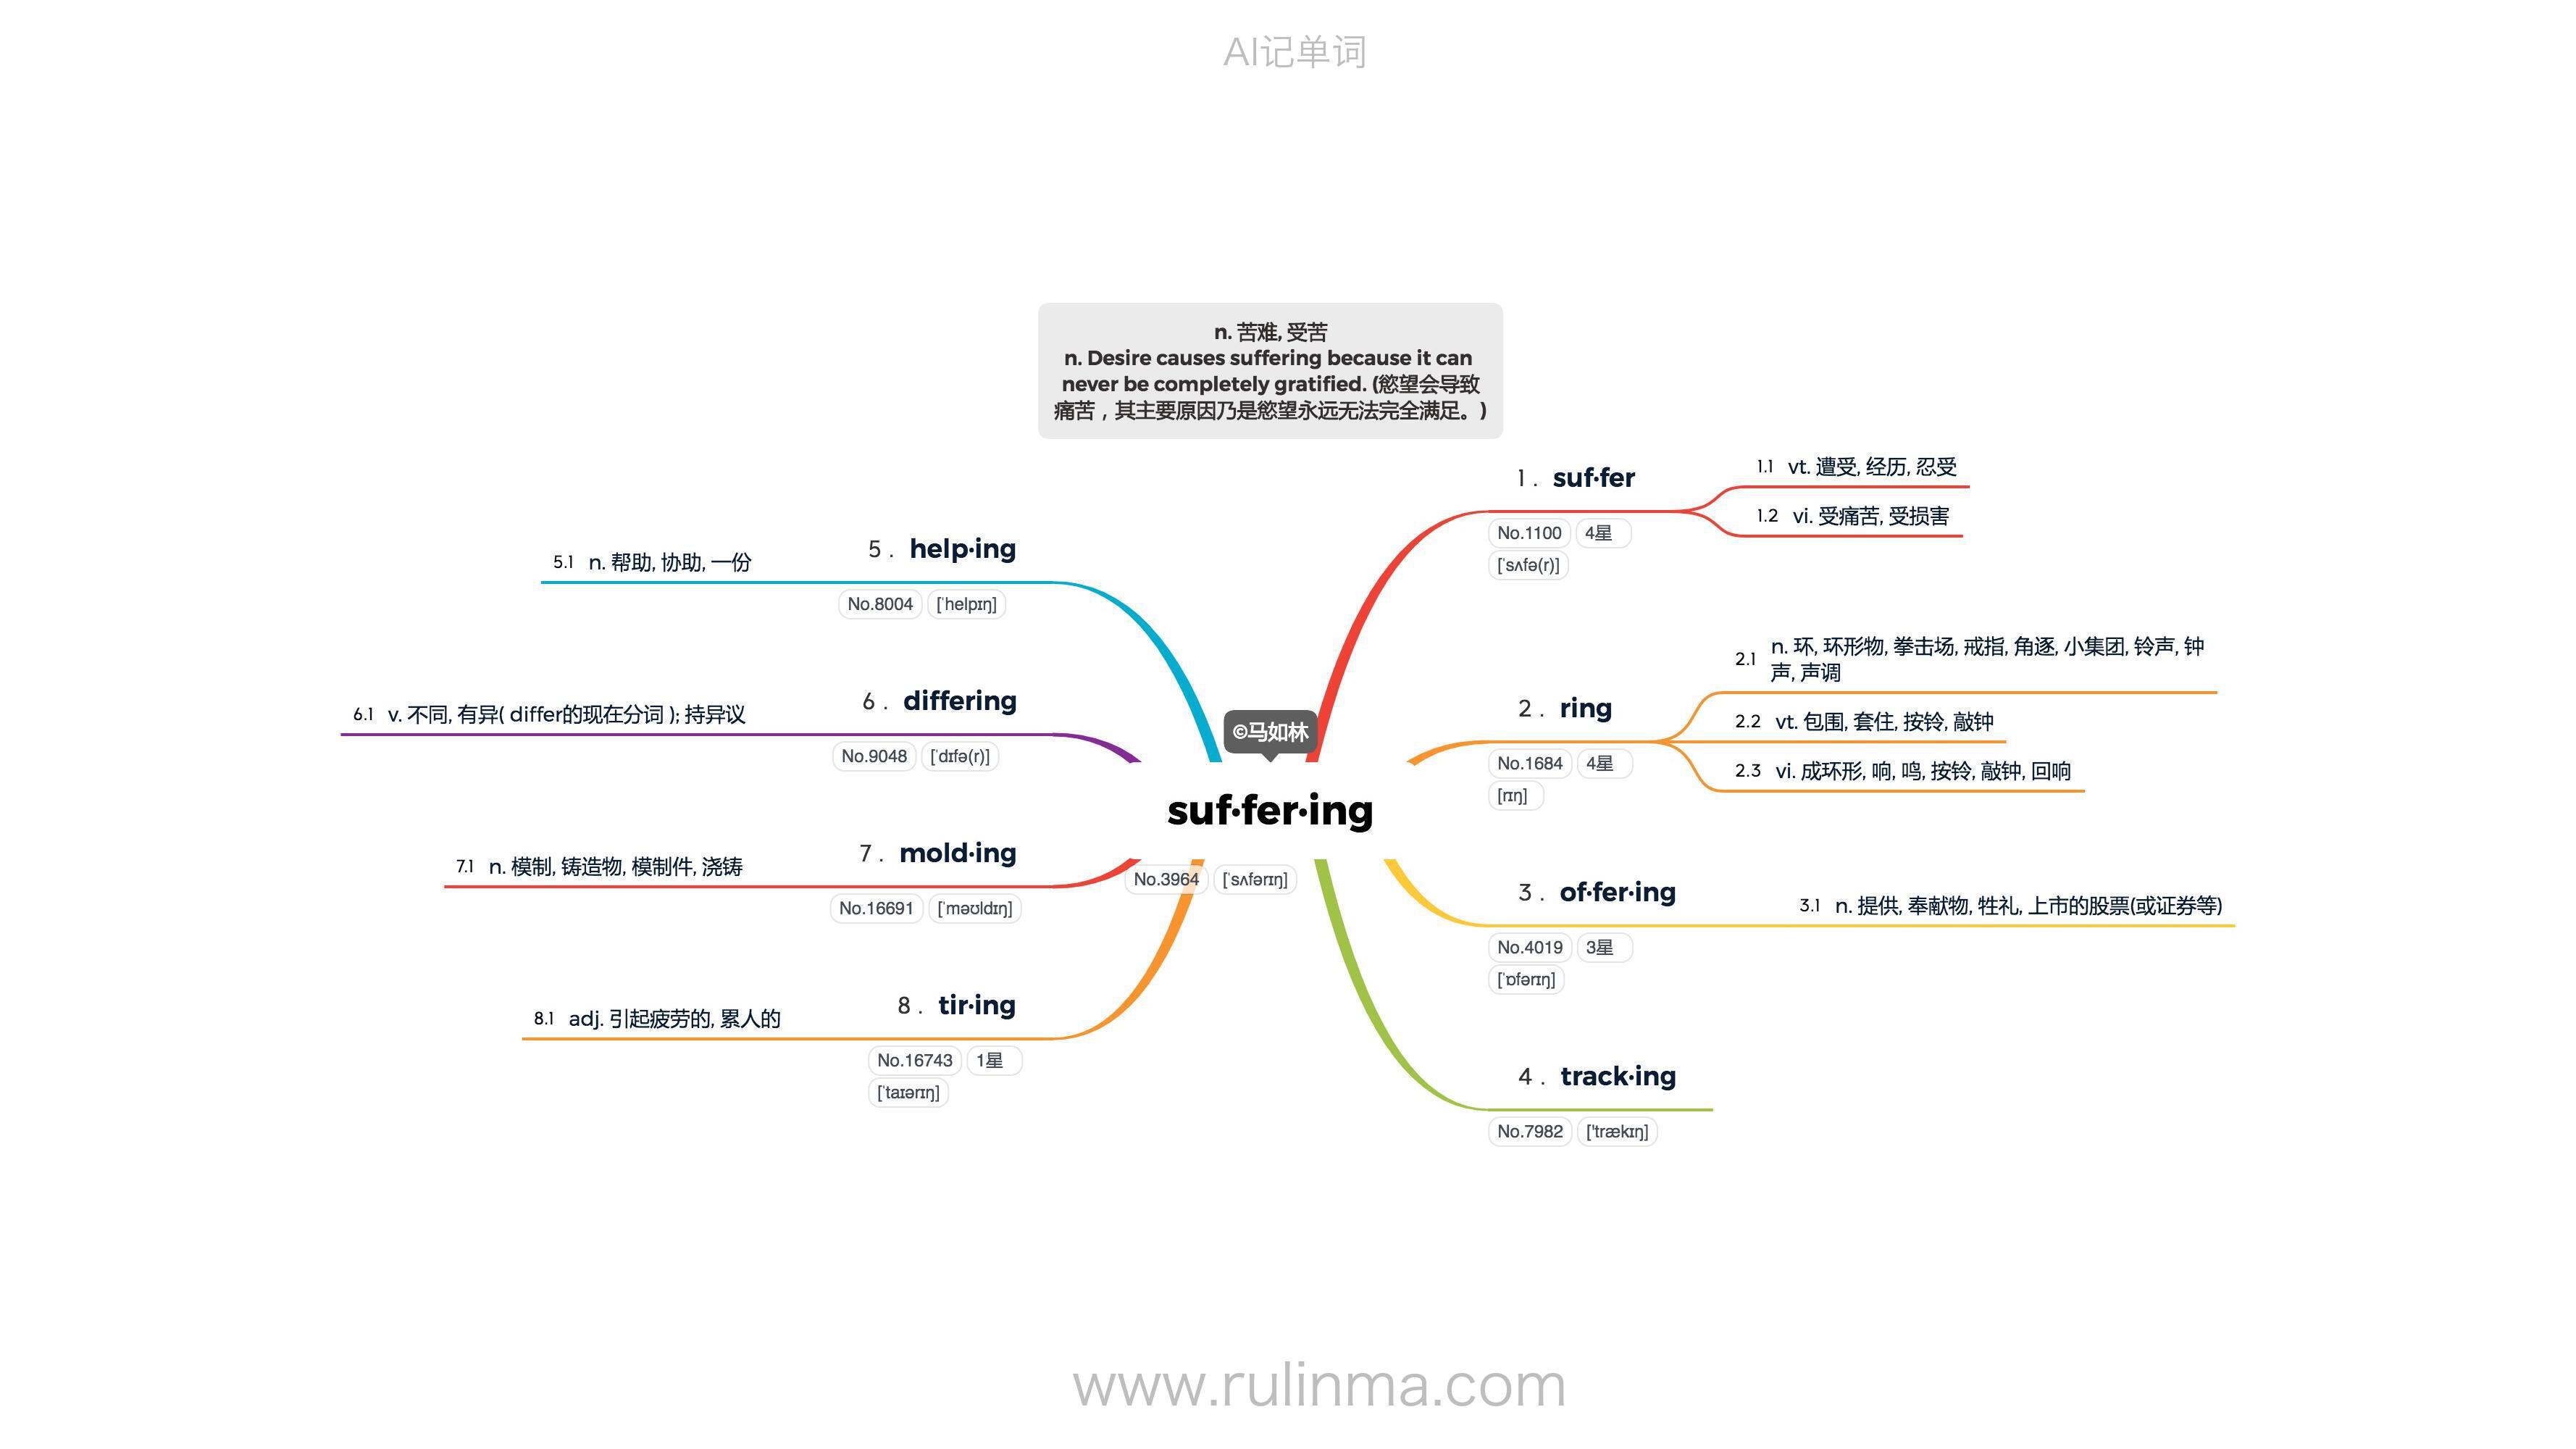 AI记单词
n. 苦难, 受苦
n. Desire causes suffering because it can
never be completely gratified. (慾望会导致
痛苦，其主要原因乃是慾望永远无法完全满足。)
©马如林
suf·fer·ing
No.3964 [ˈsʌfərɪŋ]
1 . suf·fer
No.1100 4星
[ˈsʌfə(r)]
1.1 vt. 遭受, 经历, 忍受
1.2 vi. 受痛苦, 受损害
2 . ring
No.1684 4星
[rɪŋ]
2.1 n. 环, 环形物, 拳击场, 戒指, 角逐, 小集团, 铃声, 钟
声, 声调
2.2 vt. 包围, 套住, 按铃, 敲钟
2.3 vi. 成环形, 响, 鸣, 按铃, 敲钟, 回响
3 . of·fer·ing
No.4019 3星
[ˈɒfərɪŋ]
3.1 n. 提供, 奉献物, 牲礼, 上市的股票(或证券等)
4 . track·ing
No.7982 [ˈtrækɪŋ]
5 . help·ing
No.8004 [ˈhelpɪŋ]
5.1 n. 帮助, 协助, 一份
6 . differing
No.9048 [ˈdɪfə(r)]
6.1 v. 不同, 有异( differ的现在分词 ); 持异议
7 . mold·ing
No.16691 [ˈməʊldɪŋ]
7.1 n. 模制, 铸造物, 模制件, 浇铸
8 . tir·ing
No.16743 1星
[ˈtaɪərɪŋ]
8.1 adj. 引起疲劳的, 累人的
www.rulinma.com